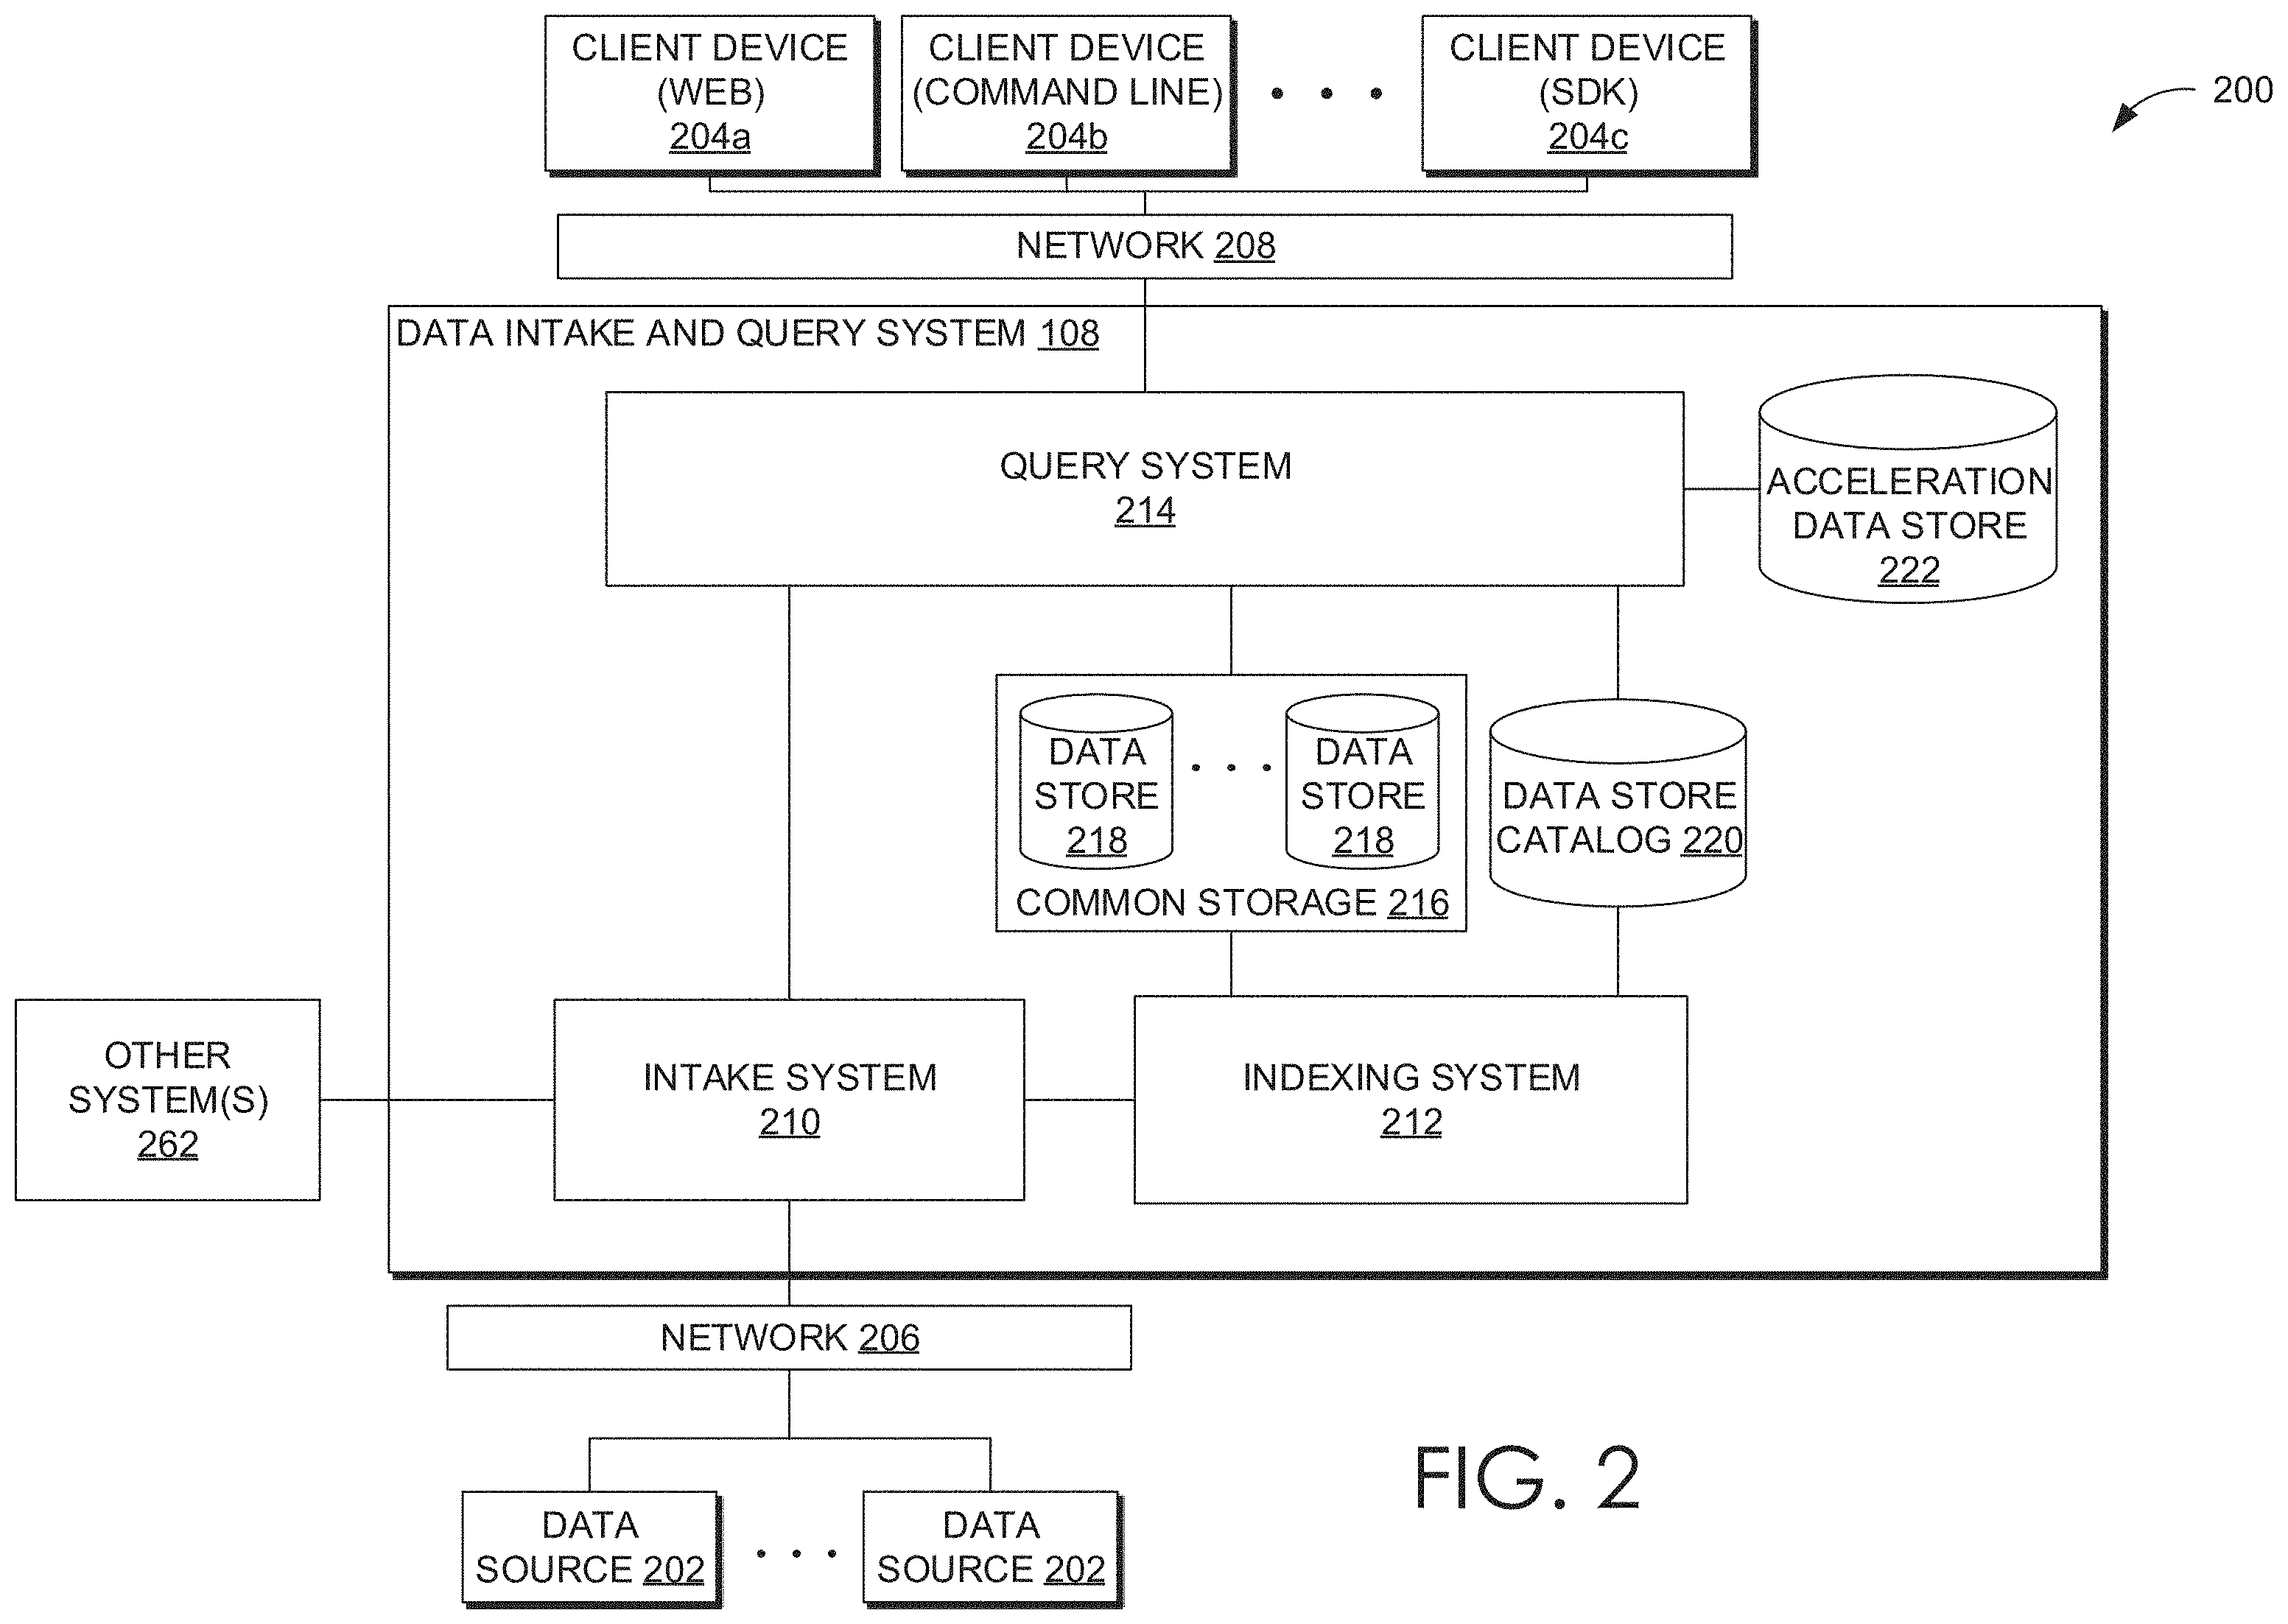 CLIENT DEVICE
(WEB)
204a
CLIENT DEVICE
(COMMAND LINE)
204b
CLIENT DEVICE
(SDK)
204c
200
NETWORK 208
DATA INTAKE AND QUERY SYSTEM 108
QUERY SYSTEM
214
ACCELERATION
DATA STORE
222
DATA
STORE
218
DATA
STORE
218
COMMON STORAGE 216
DATA STORE
CATALOG 220
OTHER
SYSTEM(S)
262
INTAKE SYSTEM
210
INDEXING SYSTEM
212
NETWORK 206
DATA
SOURCE 202
DATA
SOURCE 202
FIG. 2